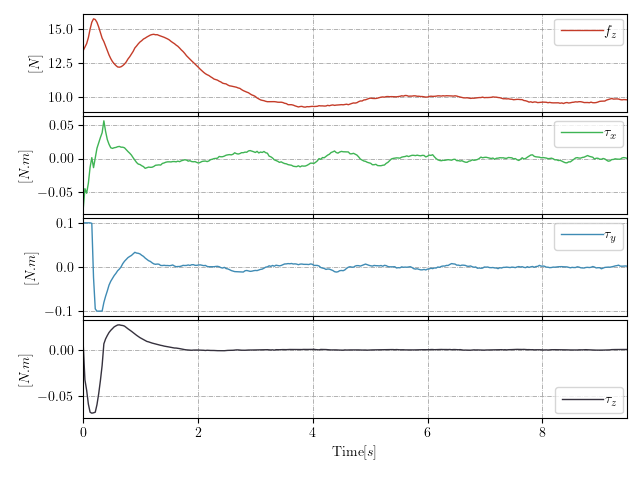 15.0
12.5
10.0
[N]
f_z
0.05
0.00
−0.05
[N.m]
τ_x
0.1
0.0
−0.1
[N.m]
τ_y
0.00
−0.05
[N.m]
τ_z
0 2 4 6 8
Time[s]